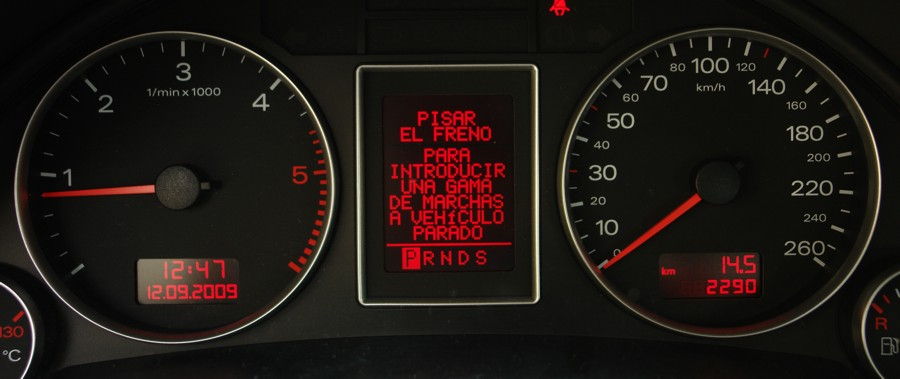 1
2
3
4
5
1/min x 1000
12:47
12.09.2009
130
°C
PISAR
EL FRENO
PARA
INTRODUCIR
UNA GAMA
DE MARCHAS
A VEHíCULO
PARADO
P R N D S
0
10
20
30
40
50
60
70
80
100
120
140
160
180
200
220
240
260
km/h
km 14.5
2290
R